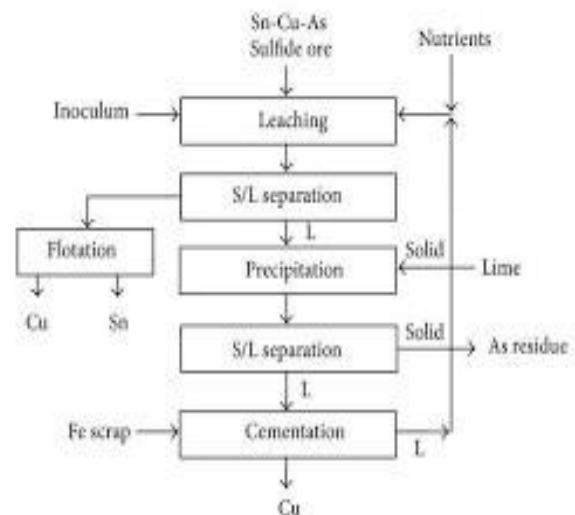 Sn-Cu-As
Sulfide ore
Nutrients
Inoculum
Leaching
S/L separation
L
Flotation
Solid
Precipitation
Lime
Cu
Sn
Solid
S/L separation
As residue
L
Fe scrap
Cementation
L
Cu